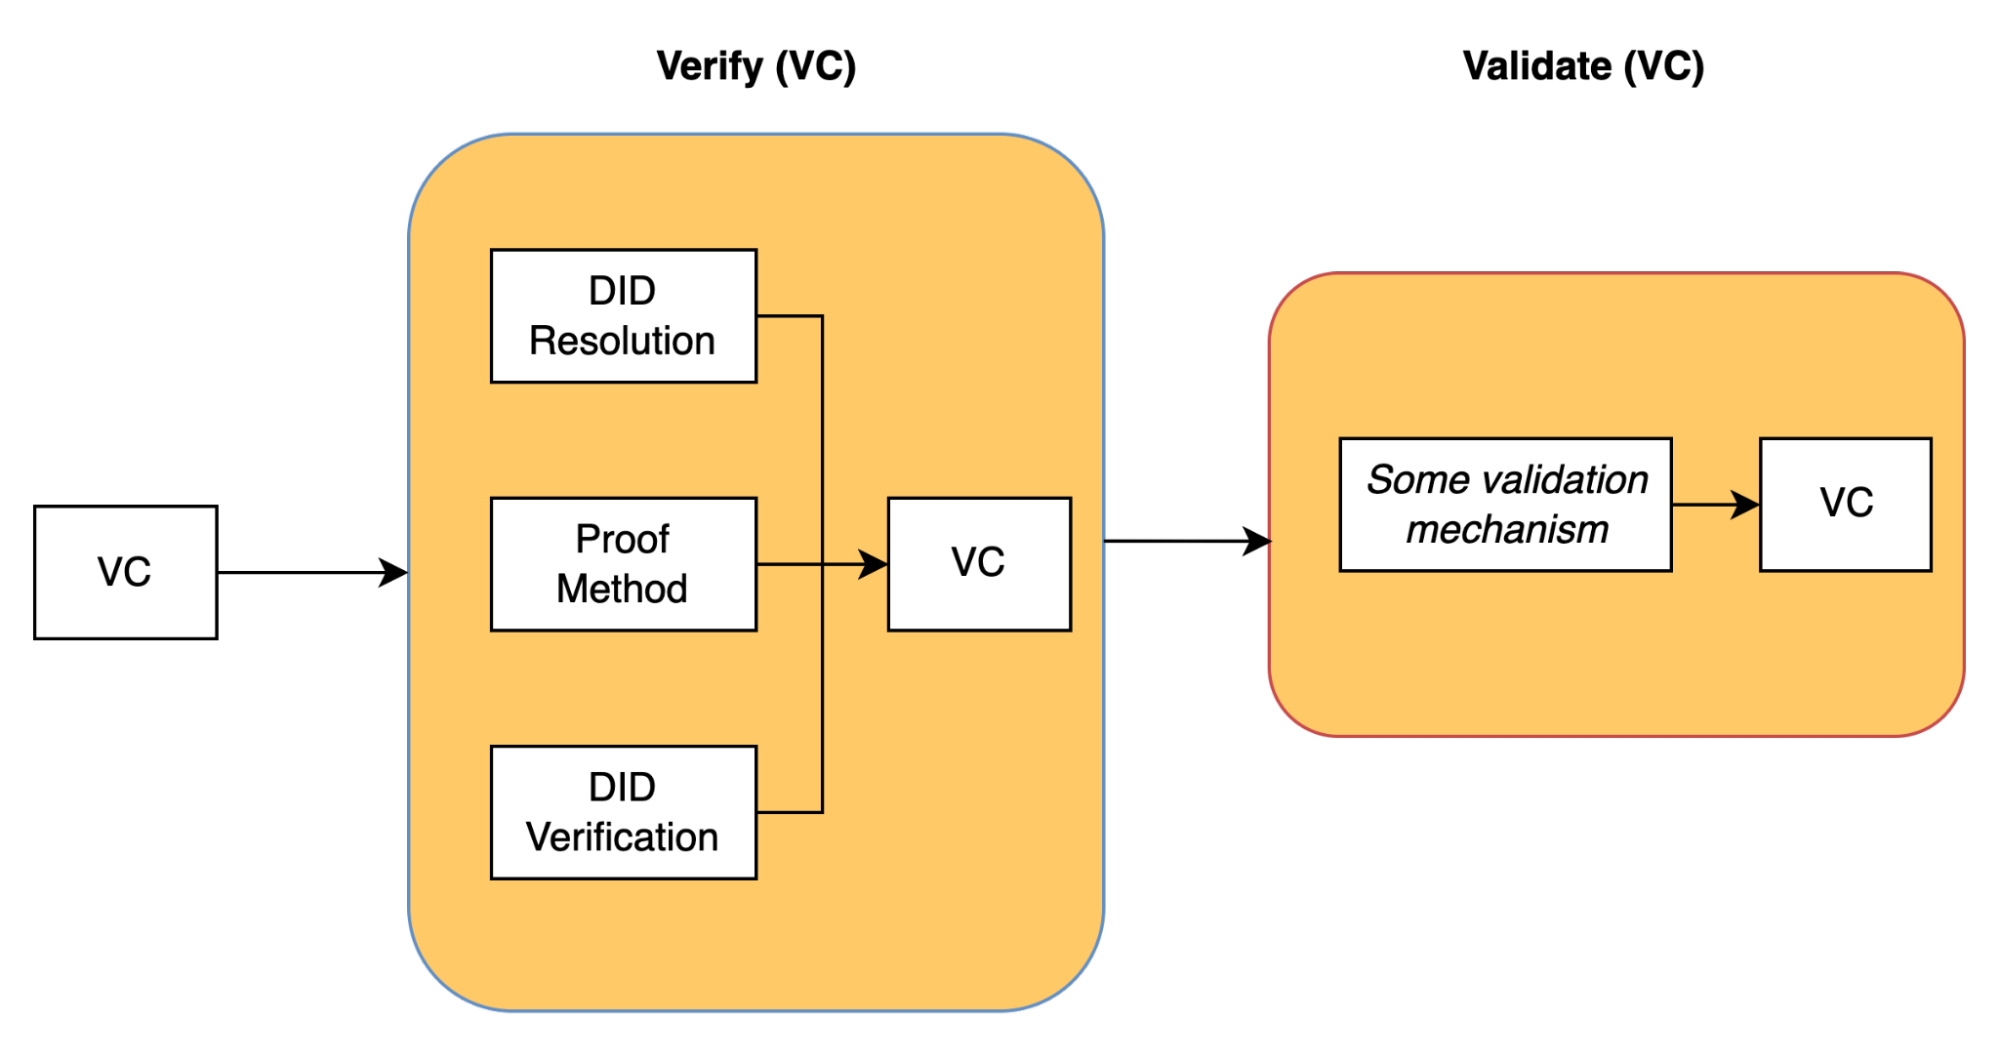 Verify (VC)
Validate (VC)
DID
Resolution
VC
Proof
Method
VC
DID
Verification
Some validation
mechanism
VC